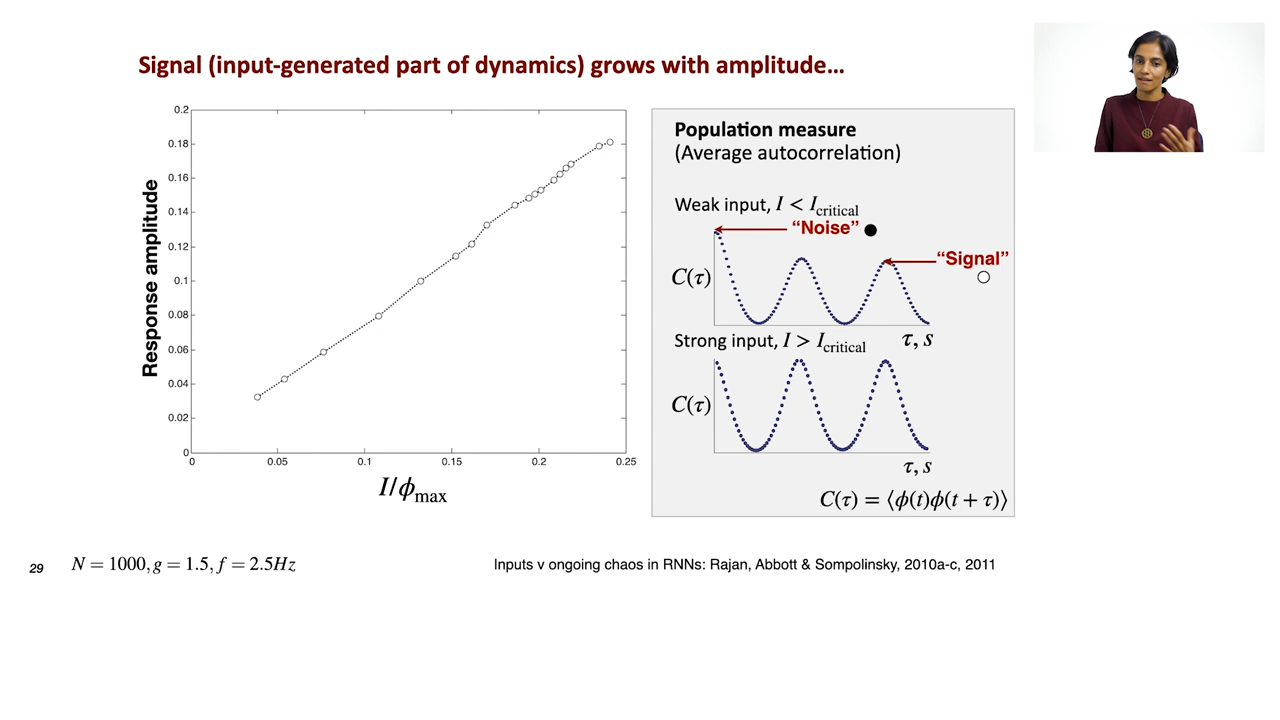 Signal (input-generated part of dynamics) grows with amplitude…
Response amplitude
0.2
0.18
0.16
0.14
0.12
0.1
0.08
0.06
0.04
0.02
0
0 0.05 0.1 0.15 0.2 0.25
I/ϕmax
Population measure
(Average autocorrelation)
Weak input, I < Icritical
“Noise”
“Signal”
C(τ)
τ, s
Strong input, I > Icritical
C(τ)
τ, s
C(τ) = ⟨ϕ(t)ϕ(t + τ)⟩
29 N = 1000, g = 1.5, f = 2.5Hz
Inputs v ongoing chaos in RNNs: Rajan, Abbott & Sompolinsky, 2010a-c, 2011